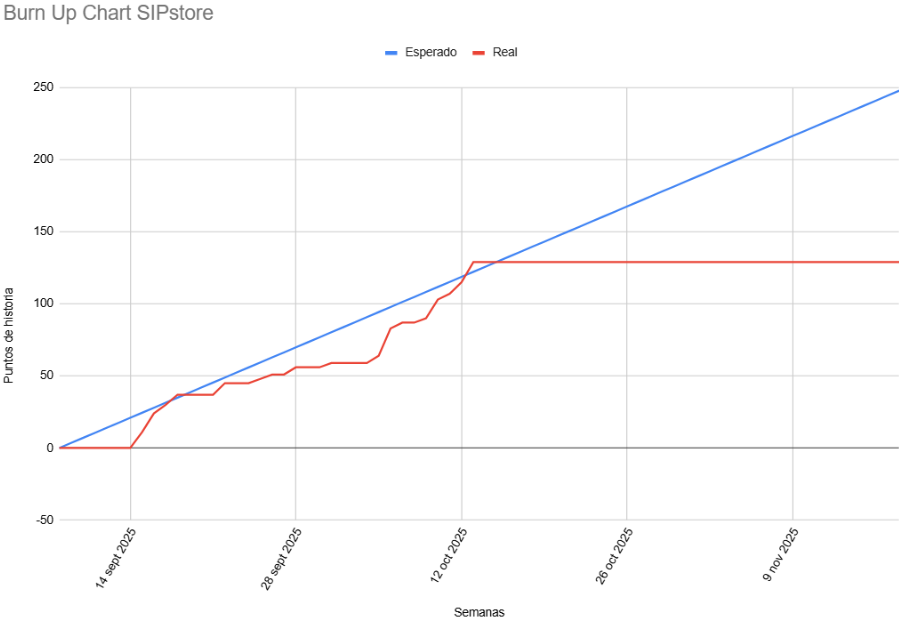 Burn Up Chart SIPstore
Esperado
Real
250
200
150
100
50
0
-50
Puntos de historia
14 sept 2025
28 sept 2025
12 oct 2025
26 oct 2025
9 nov 2025
Semanas